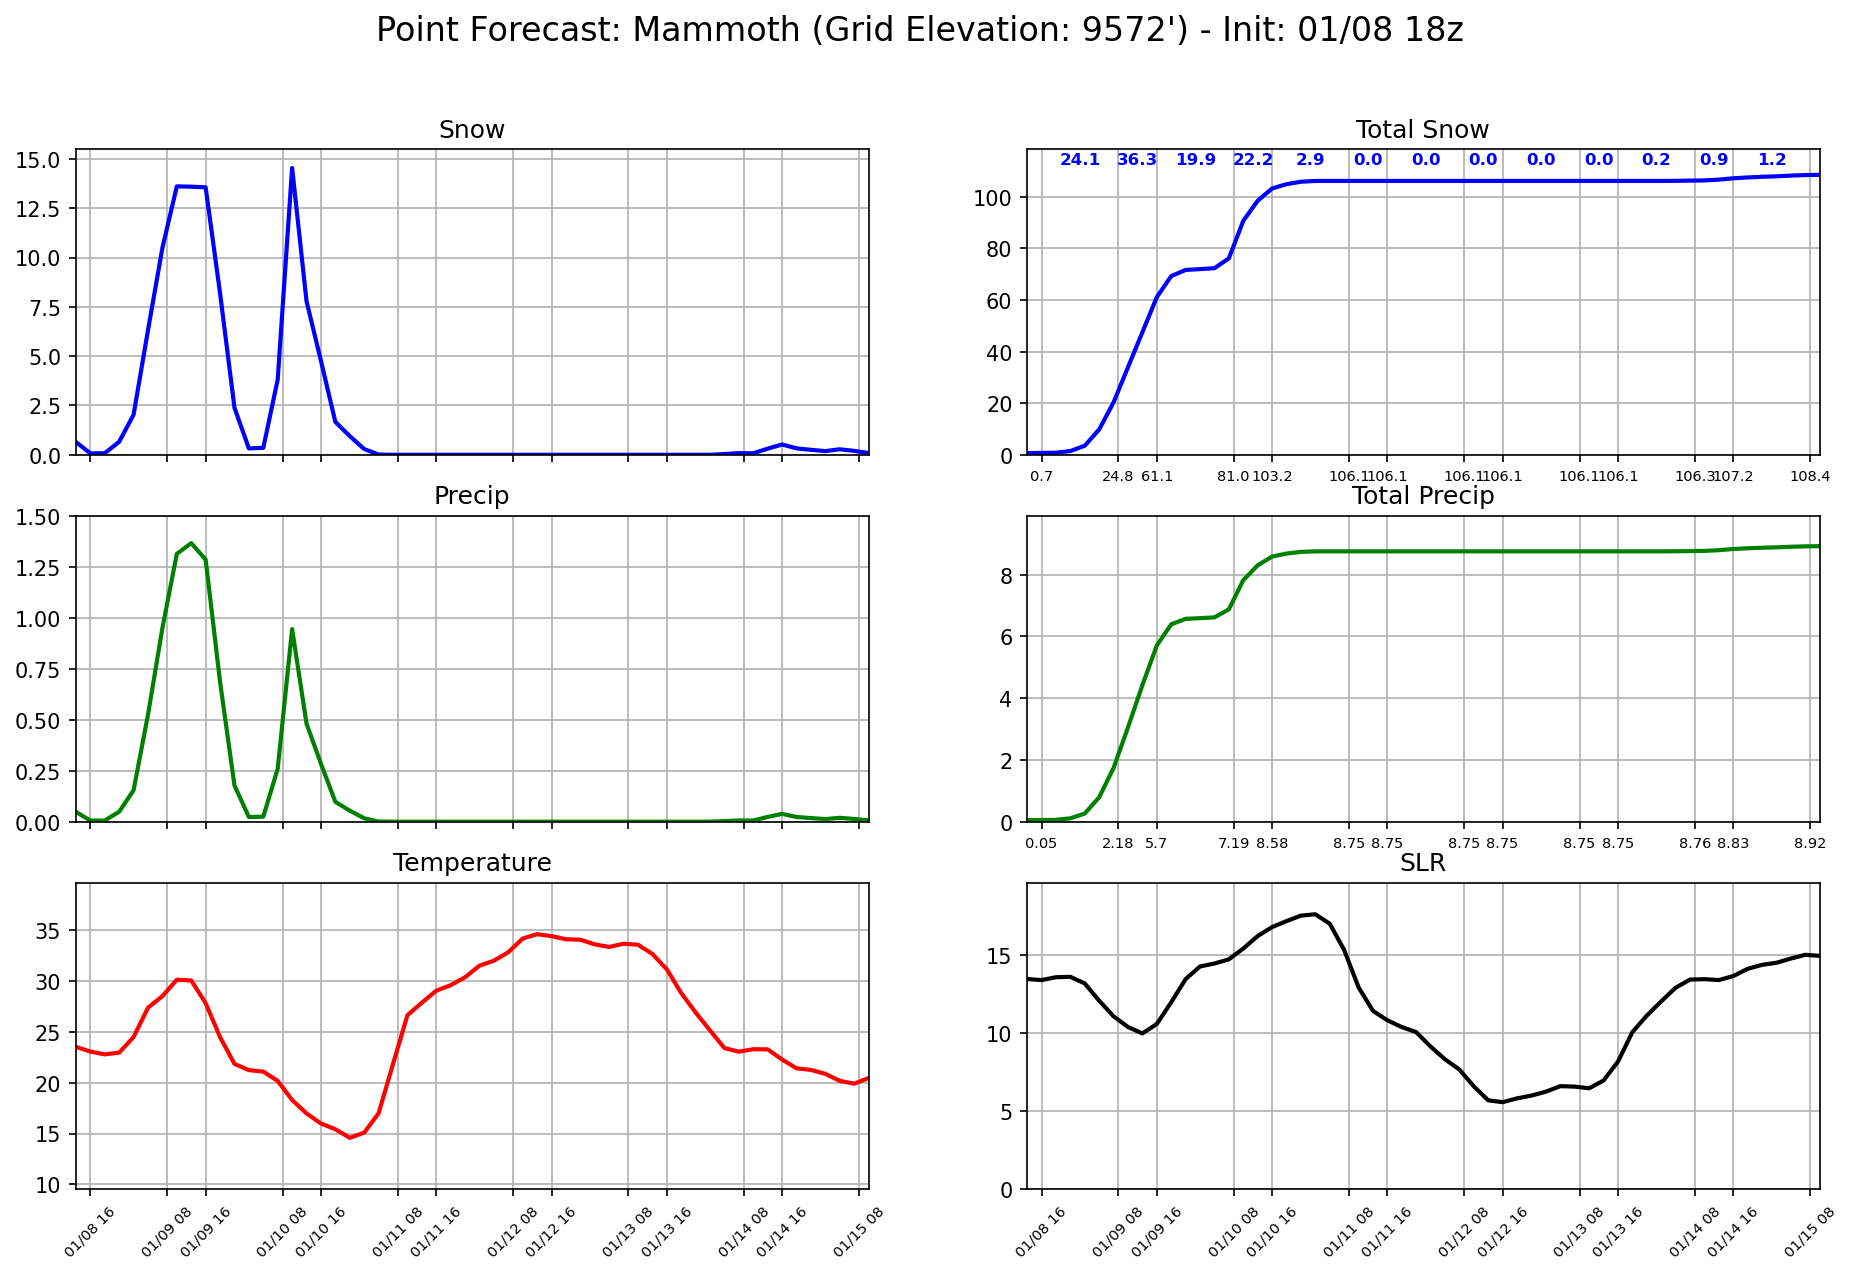 Point Forecast: Mammoth (Grid Elevation: 9572') - Init: 01/08 18z
Snow
15.0
12.5
10.0
7.5
5.0
2.5
0.0
Total Snow
24.1 36.3 19.9 22.2 2.9 0.0 0.0 0.0 0.0 0.0 0.2 0.9 1.2
100
80
60
40
20
0
0.7 24.8 61.1 81.0 103.2 106.1 106.1 106.1 106.1 106.1 106.1 106.3 107.2 108.4
Precip
1.50
1.25
1.00
0.75
0.50
0.25
0.00
Total Precip
8
6
4
2
0
0.05 2.18 5.7 7.19 8.58 8.75 8.75 8.75 8.75 8.75 8.75 8.76 8.83 8.92
Temperature
35
30
25
20
15
10
01/08 16 01/09 08 01/09 16 01/10 08 01/10 16 01/11 08 01/11 16 01/12 08 01/12 16 01/13 08 01/13 16 01/14 08 01/14 16 01/15 08
SLR
15
10
5
0
01/08 16 01/09 08 01/09 16 01/10 08 01/10 16 01/11 08 01/11 16 01/12 08 01/12 16 01/13 08 01/13 16 01/14 08 01/14 16 01/15 08